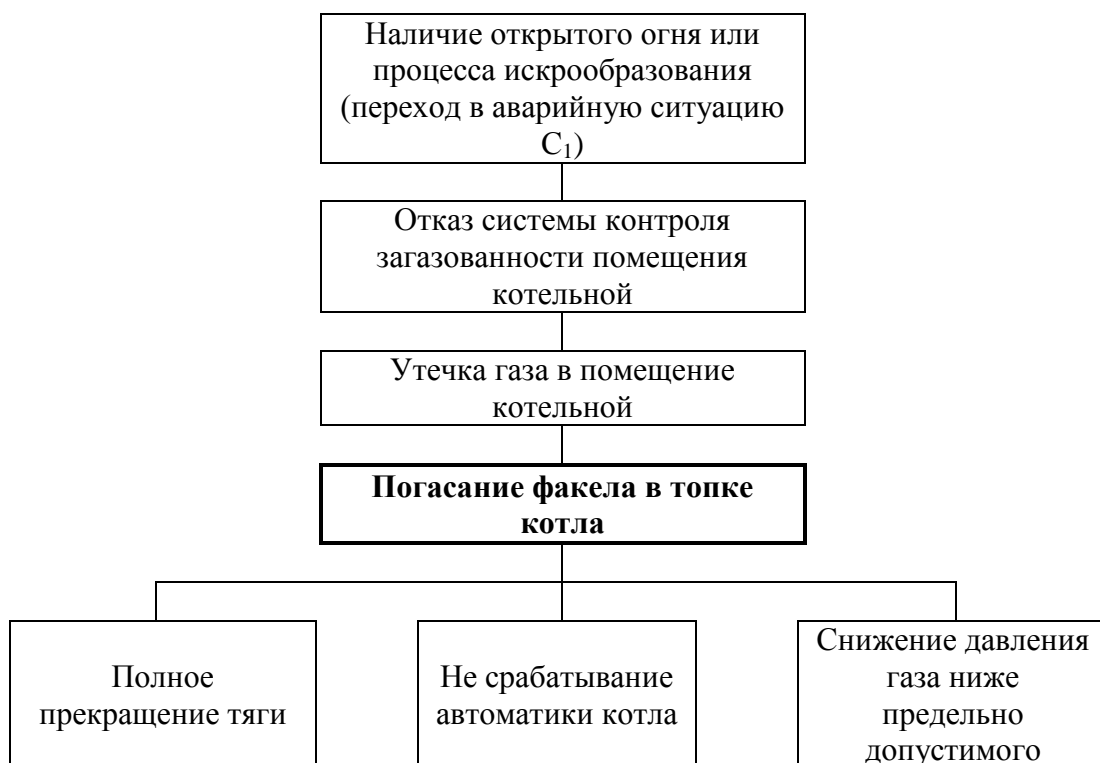 Наличие открытого огня или
процесса искрообразования
(переход в аварийную ситуацию
С₁)
Отказ системы контроля
загазованности помещения
котельной
Утечка газа в помещение
котельной
Погасание факела в топке
котла
Полное
прекращение тяги
Не срабатывание
автоматики котла
Снижение давления
газа ниже
предельно
допустимого